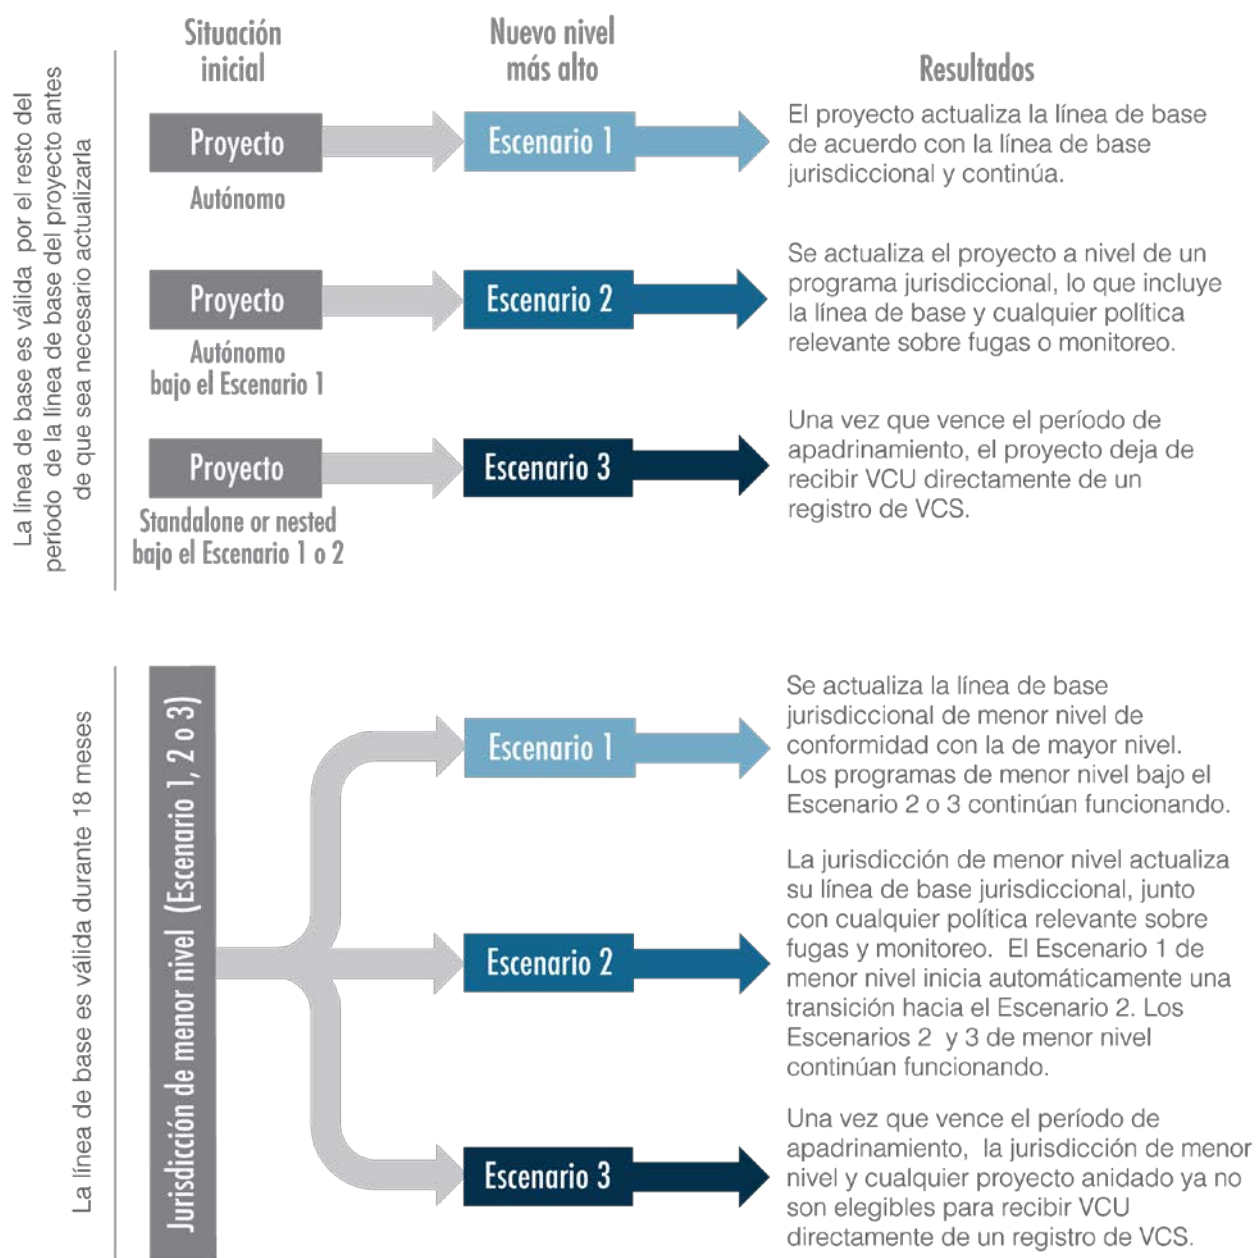 Situación
inicial
Nuevo nivel
más alto
Resultados
La línea de base es válida por el resto del
período de la línea de base del proyecto antes
de que sea necesario actualizarla
Proyecto
Autónomo
Escenario 1
El proyecto actualiza la línea de base
de acuerdo con la línea de base
jurisdiccional y continúa.
Proyecto
Autónomo
bajo el Escenario 1
Escenario 2
Se actualiza el proyecto a nivel de un
programa jurisdiccional, lo que incluye
la línea de base y cualquier política
relevante sobre fugas o monitoreo.
Proyecto
Standalone or nested
bajo el Escenario 1 o 2
Escenario 3
Una vez que vence el período de
apadrinamiento, el proyecto deja de
recibir VCU directamente de un
registro de VCS.
La línea de base es válida durante 18 meses
Jurisdicción de menor nivel (Escenario 1, 2 o 3)
Escenario 1
Se actualiza la línea de base
jurisdiccional de menor nivel de
conformidad con la de mayor nivel.
Los programas de menor nivel bajo el
Escenario 2 o 3 continúan funcionando.
Escenario 2
La jurisdicción de menor nivel actualiza
su línea de base jurisdiccional, junto
con cualquier política relevante sobre
fugas y monitoreo. El Escenario 1 de
menor nivel inicia automáticamente una
transición hacia el Escenario 2. Los
Escenarios 2 y 3 de menor nivel
continúan funcionando.
Escenario 3
Una vez que vence el período de
apadrinamiento, la jurisdicción de menor
nivel y cualquier proyecto anidado ya no
son elegibles para recibir VCU
directamente de un registro de VCS.